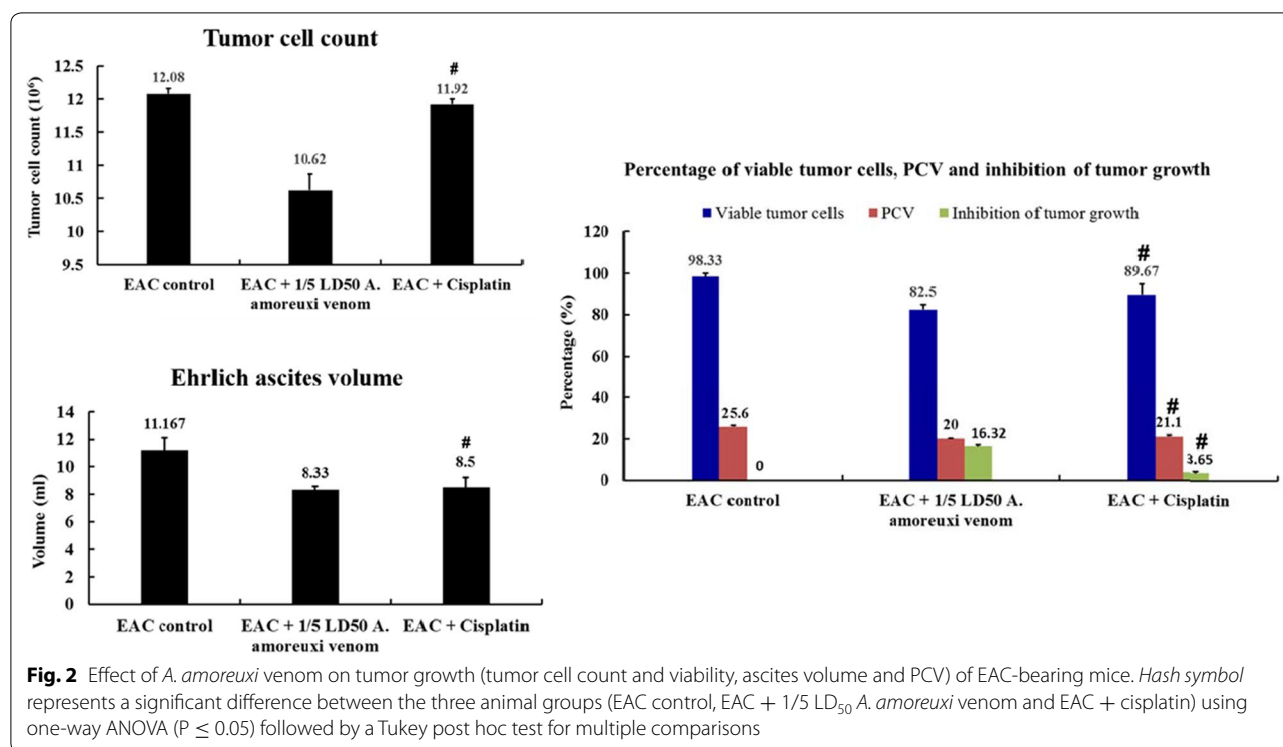 Tumor cell count
Tumor cell count (10⁶)
12.5
12
11.5
11
10.5
10
9.5
12.08
10.62
#
11.92
EAC control
EAC + 1/5 LD50 A.
amoreuxi venom
EAC + Cisplatin
Ehrlich ascites volume
Volume (ml)
14
12
10
8
6
4
2
0
11.167
8.33
#
8.5
EAC control
EAC + 1/5 LD50 A.
amoreuxi venom
EAC + Cisplatin
Percentage of viable tumor cells, PCV and inhibition of tumor growth
Viable tumor cells PCV Inhibition of tumor growth
Percentage (%)
120
100
80
60
40
20
0
98.33
25.6
0
82.5
20
16.32
#
89.67
#
21.1
#
3.65
EAC control
EAC + 1/5 LD50 A.
amoreuxi venom
EAC + Cisplatin
Fig. 2 Effect of A. amoreuxi venom on tumor growth (tumor cell count and viability, ascites volume and PCV) of EAC-bearing mice. Hash symbol
represents a significant difference between the three animal groups (EAC control, EAC + 1/5 LD₅₀ A. amoreuxi venom and EAC + cisplatin) using
one-way ANOVA (P ≤ 0.05) followed by a Tukey post hoc test for multiple comparisons